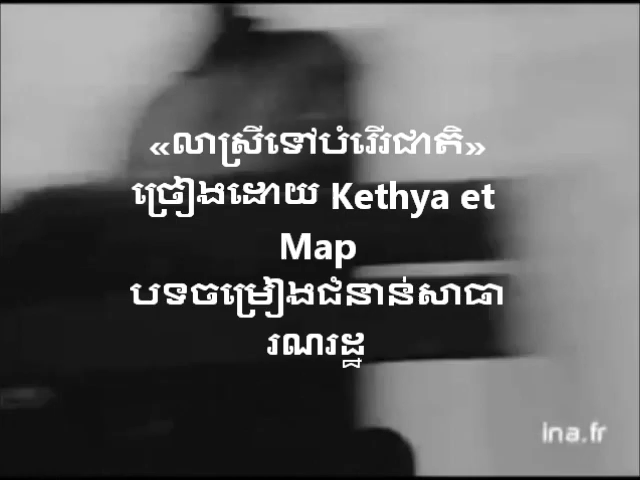 «លាស្រីទៅបំរើរជាតិ»
ច្រៀងដោយ Kethya et
Map
បទចម្រៀងជំនាន់សាធា
រណរដ្ឋ
ina.fr